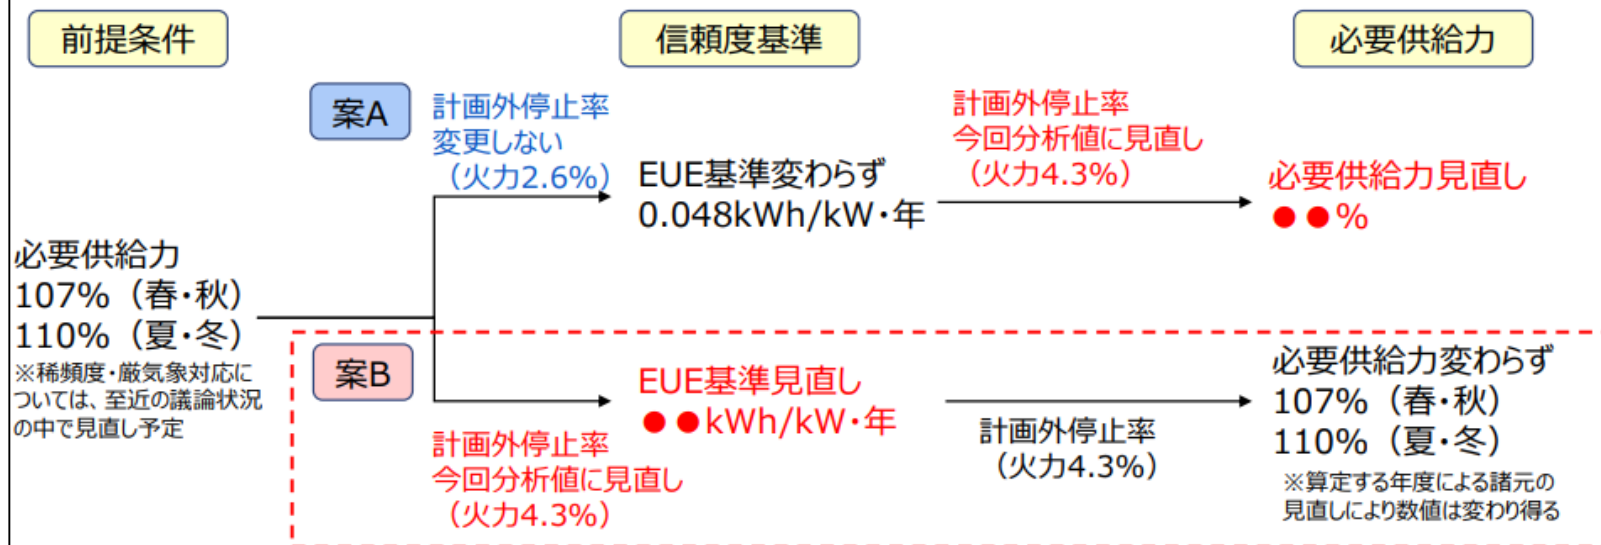 前提条件
信頼度基準
必要供給力
案A
計画外停止率
変更しない
（火力2.6%）
EUE基準変わらず
0.048kWh/kW・年
計画外停止率
今回分析値に見直し
（火力4.3%）
必要供給力見直し
●●%
必要供給力
107%（春・秋）
110%（夏・冬）
※稀頻度・厳気象対応に
ついては、至近の議論状況
の中で見直し予定
案B
計画外停止率
今回分析値に見直し
（火力4.3%）
EUE基準見直し
●●kWh/kW・年
計画外停止率
（火力4.3%）
必要供給力変わらず
107%（春・秋）
110%（夏・冬）
※算定する年度による諸元の
見直しにより数値は変わり得る